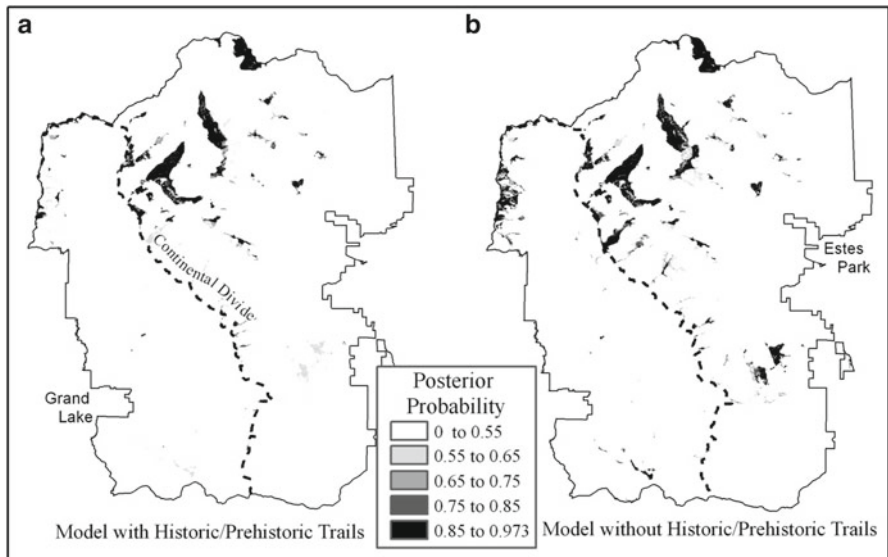 a
b
Continental Divide
Estes
Park
Grand
Lake
Posterior
Probability
0 to 0.55
0.55 to 0.65
0.65 to 0.75
0.75 to 0.85
0.85 to 0.973
Model with Historic/Prehistoric Trails
Model without Historic/Prehistoric Trails